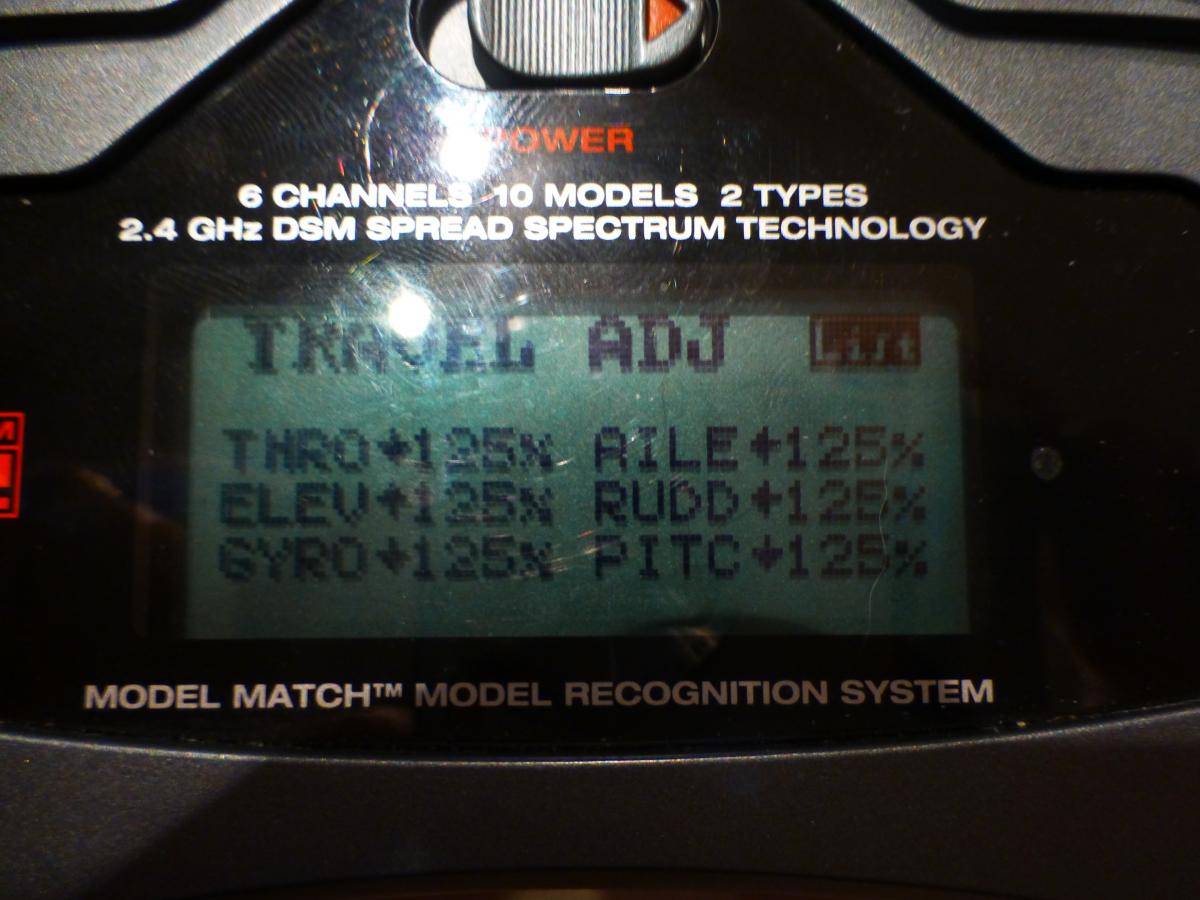 POWER
6 CHANNELS 10 MODELS 2 TYPES
2.4 GHz DSM SPREAD SPECTRUM TECHNOLOGY
TRAVEL ADJ List
THRO♦125% AILE♦125%
ELEV♦125% RUDD♦125%
GYRO♦125% PITC♦125%
MODEL MATCH™ MODEL RECOGNITION SYSTEM